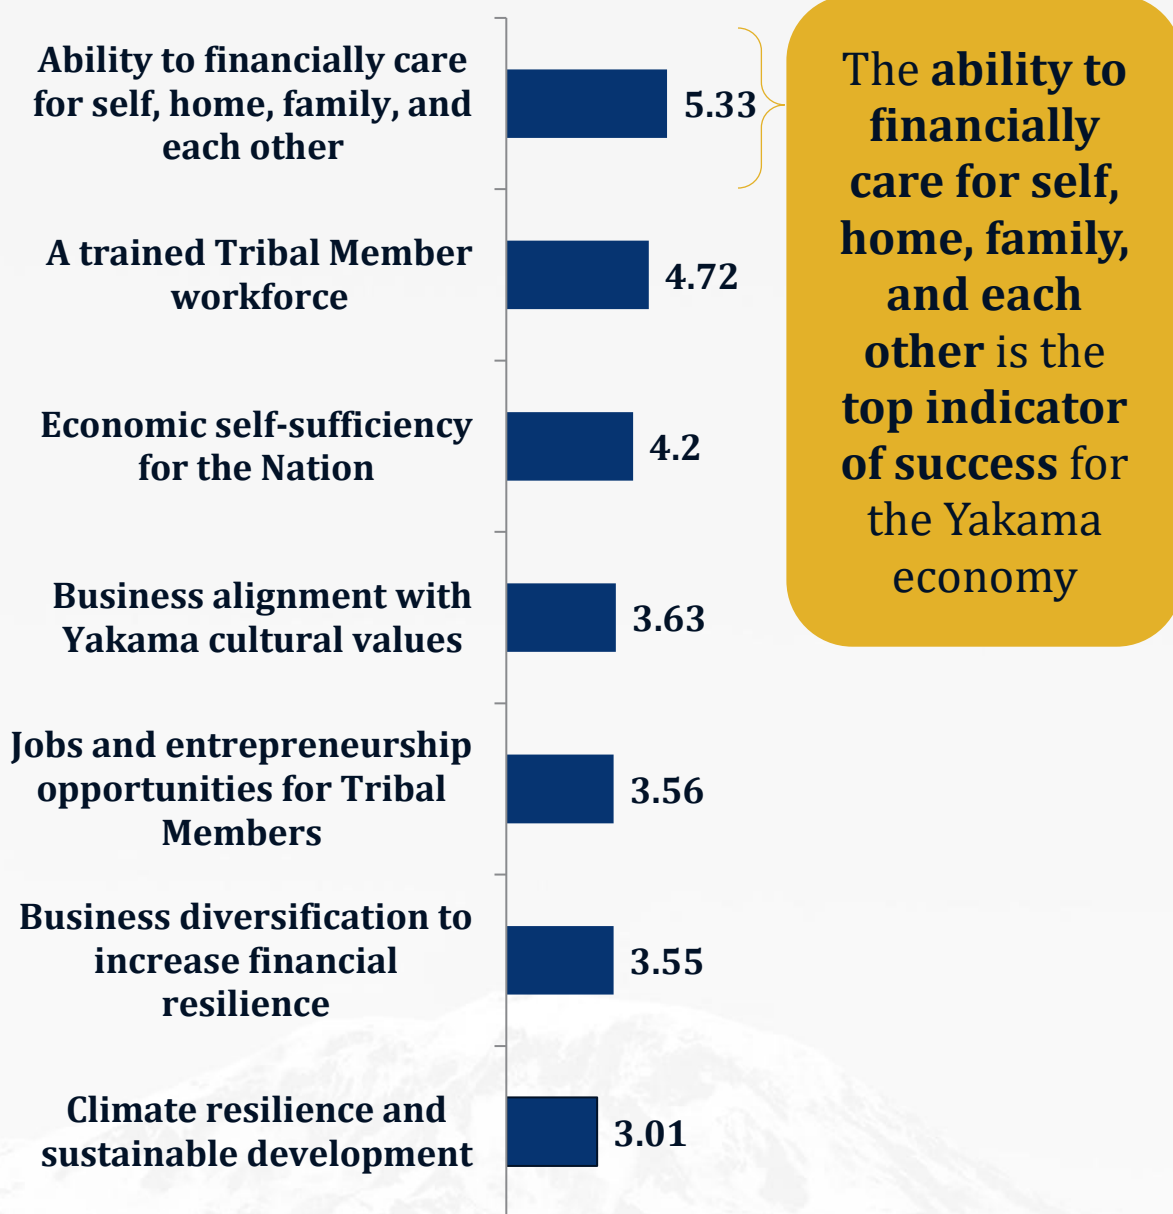 Ability to financially care
for self, home, family, and
each other
5.33
A trained Tribal Member
workforce
4.72
Economic self-sufficiency
for the Nation
4.2
Business alignment with
Yakama cultural values
3.63
Jobs and entrepreneurship
opportunities for Tribal
Members
3.56
Business diversification to
increase financial
resilience
3.55
Climate resilience and
sustainable development
3.01
The ability to
financially
care for self,
home, family,
and each
other is the
top indicator
of success for
the Yakama
economy